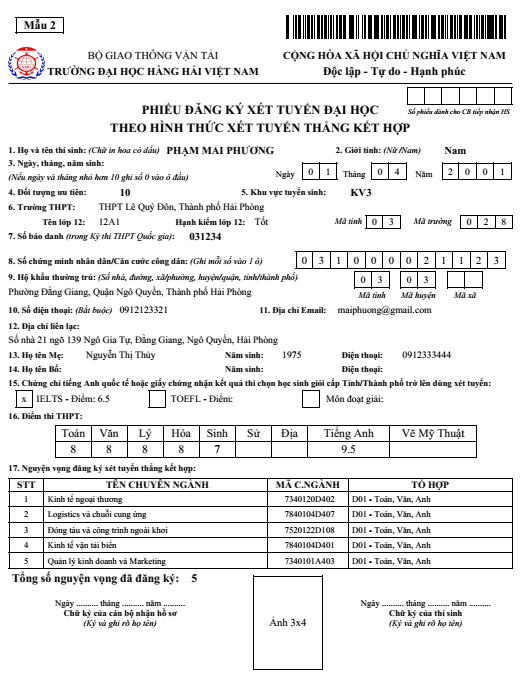 Mẫu 2
BỘ GIAO THÔNG VẬN TẢI
CỘNG HÒA XÃ HỘI CHỦ NGHĨA VIỆT NAM
TRƯỜNG ĐẠI HỌC HÀNG HẢI VIỆT NAM
Độc lập - Tự do - Hạnh phúc
Số phiếu dành cho CB tiếp nhận HS
PHIẾU ĐĂNG KÝ XÉT TUYỂN ĐẠI HỌC
THEO HÌNH THỨC XÉT TUYỂN THẲNG KẾT HỢP
1. Họ và tên thí sinh: (Chữ in hoa có dấu) PHẠM MAI PHƯƠNG 2. Giới tính: (Nữ/Nam) Nam
3. Ngày, tháng, năm sinh:
(Nếu ngày và tháng nhỏ hơn 10 ghi số 0 vào ô đầu) Ngày 0 1 Tháng 0 4 Năm 2 0 0 1
4. Đối tượng ưu tiên: 10 5. Khu vực tuyển sinh: KV3
6. Trường THPT: THPT Lê Quý Đôn, Thành phố Hải Phòng
Tên lớp 12: 12A1 Hạnh kiểm lớp 12: Tốt Mã tỉnh 0 3 Mã trường 0 2 8
7. Số báo danh (trong Kỳ thi THPT Quốc gia): 031234
8. Số chứng minh nhân dân/Căn cước công dân: (Ghi mỗi số vào 1 ô) 0 3 1 0 0 0 0 2 1 1 2 3
9. Hộ khẩu thường trú: (Số nhà, đường, xã/phường, huyện/quận, tỉnh/thành phố) 0 3 0 3
Phường Đằng Giang, Quận Ngô Quyền, Thành phố Hải Phòng Mã tỉnh Mã huyện Mã xã
10. Số điện thoại: (Bắt buộc) 0912123321 11. Địa chỉ Email: maiphuong@gmail.com
12. Địa chỉ liên lạc:
Số nhà 21 ngõ 139 Ngô Gia Tự, Đằng Giang, Ngô Quyền, Hải Phòng
13. Họ tên Mẹ: Nguyễn Thị Thủy Năm sinh: 1975 Điện thoại: 0912333444
14. Họ tên Bố: Năm sinh: Điện thoại:
15. Chứng chỉ tiếng Anh quốc tế hoặc giấy chứng nhận kết quả thi chọn học sinh giỏi cấp Tỉnh/Thành phố trở lên dùng xét tuyển:
x IELTS - Điểm: 6.5 TOEFL - Điểm: Môn đoạt giải:
16. Điểm thi THPT:
Toán Văn Lý Hóa Sinh Sử Địa Tiếng Anh Vẽ Mỹ Thuật
8 8 8 8 7 9.5
17. Nguyện vọng đăng ký xét tuyển thẳng kết hợp:
STT TÊN CHUYÊN NGÀNH MÃ C.NGÀNH TỔ HỢP
1 Kinh tế ngoại thương 7340120D402 D01 - Toán, Văn, Anh
2 Logistics và chuỗi cung ứng 7840104D407 D01 - Toán, Văn, Anh
3 Đóng tàu và công trình ngoài khơi 7520122D108 D01 - Toán, Văn, Anh
4 Kinh tế vận tải biển 7840104D401 D01 - Toán, Văn, Anh
5 Quản lý kinh doanh và Marketing 7340101A403 D01 - Toán, Văn, Anh
Tổng số nguyện vọng đã đăng ký: 5
Ngày .......... tháng .......... năm ..........
Chữ ký của cán bộ nhận hồ sơ
(Ký và ghi rõ họ tên)
Ảnh 3x4
Ngày .......... tháng .......... năm ..........
Chữ ký của thí sinh
(Ký và ghi rõ họ tên)